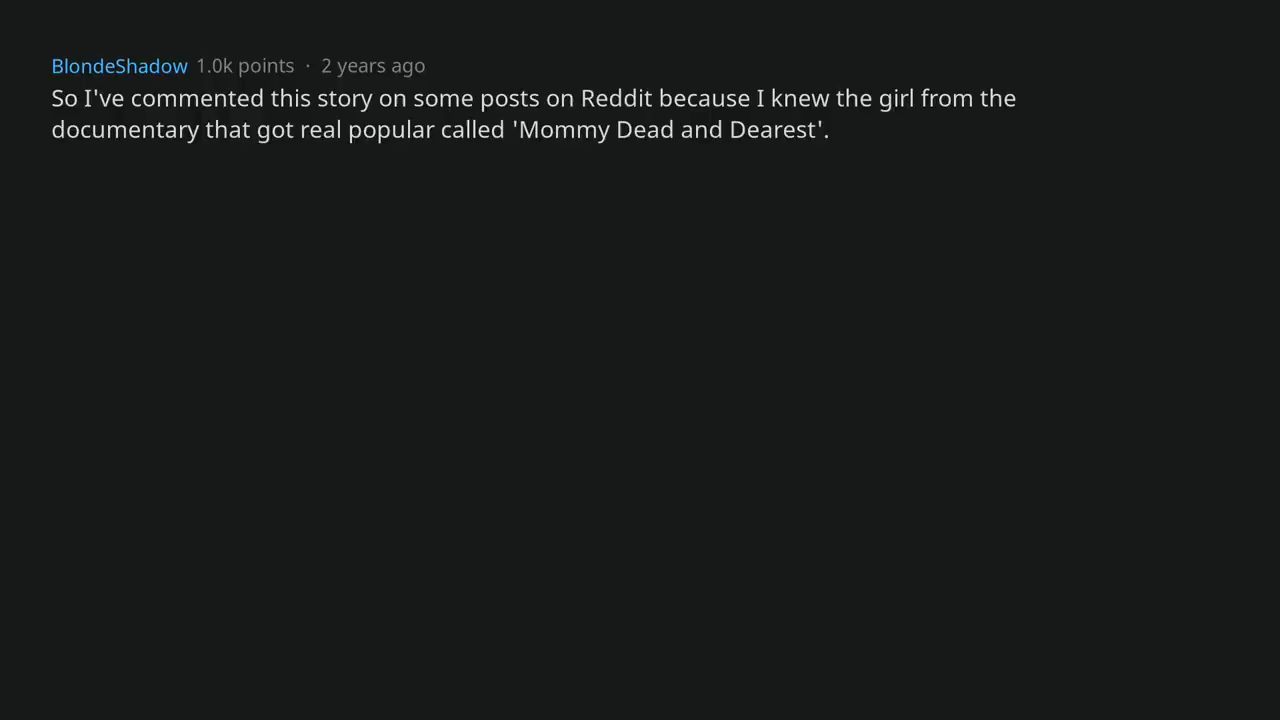 BlondeShadow 1.0k points · 2 years ago
So I've commented this story on some posts on Reddit because I knew the girl from the
documentary that got real popular called 'Mommy Dead and Dearest'.